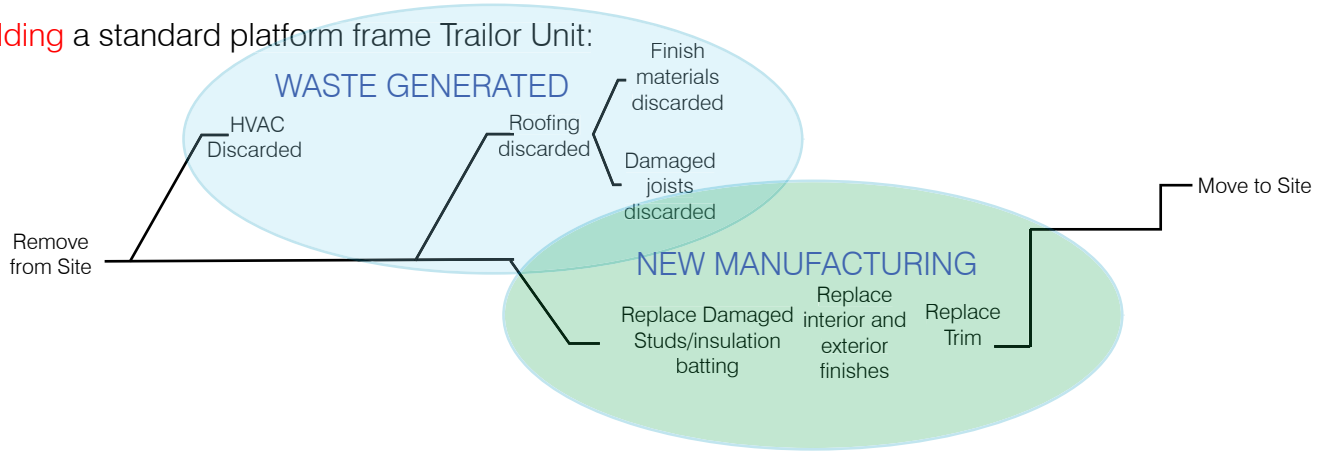 lding a standard platform frame Trailor Unit:
WASTE GENERATED
HVAC
Discarded
Roofing
discarded
Finish
materials
discarded
Damaged
joists
discarded
Remove
from Site
NEW MANUFACTURING
Replace Damaged
Studs/insulation
batting
Replace
interior and
exterior
finishes
Replace
Trim
Move to Site